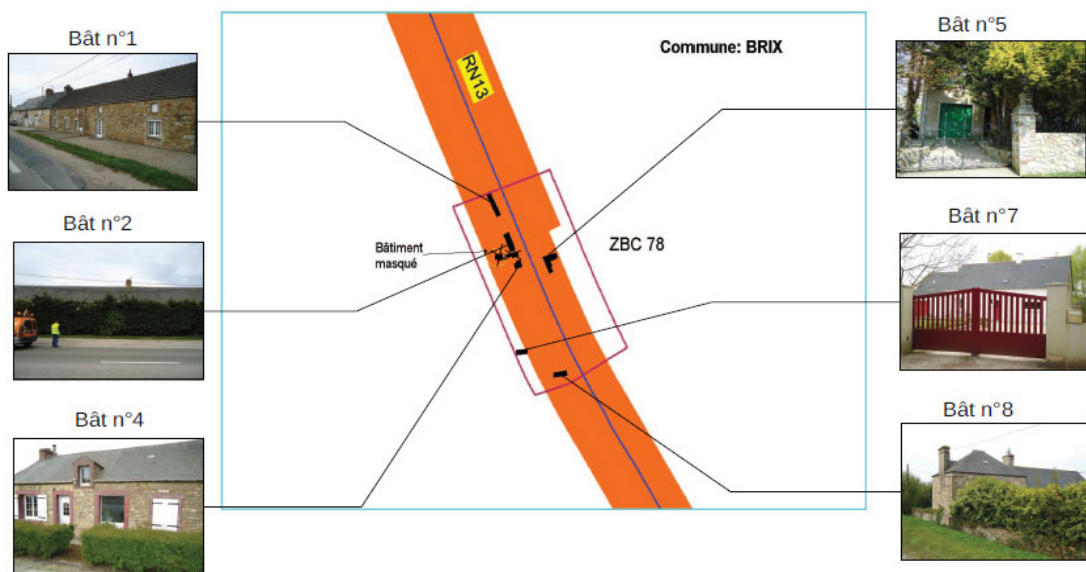 Bât n°1
Bât n°5
Commune: BRIX
RN13
Bât n°2
Bât n°7
ZBC 78
Bâtiment
masqué
Bât n°4
Bât n°8